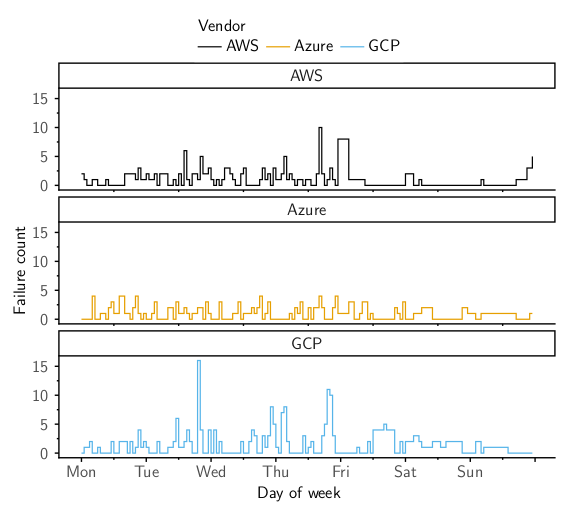 Vendor
AWS Azure GCP
AWS
15
10
5
0
Azure
15
10
5
0
Failure count
GCP
15
10
5
0
Mon Tue Wed Thu Fri Sat Sun
Day of week